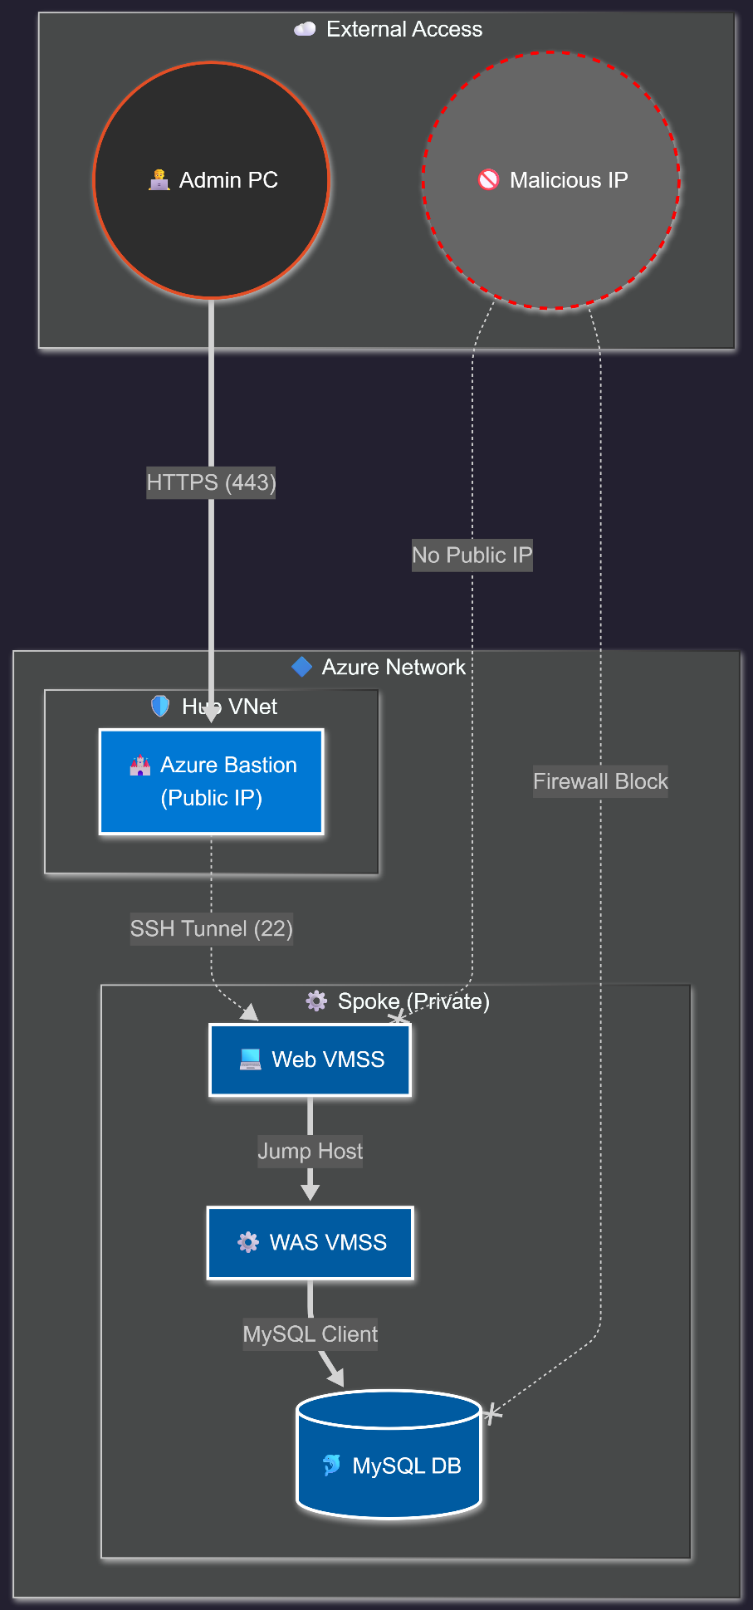 External Access
Admin PC
Malicious IP
HTTPS (443)
No Public IP
Azure Network
Hub VNet
Azure Bastion
(Public IP)
Firewall Block
SSH Tunnel (22)
Spoke (Private)
Web VMSS
Jump Host
WAS VMSS
MySQL Client
MySQL DB